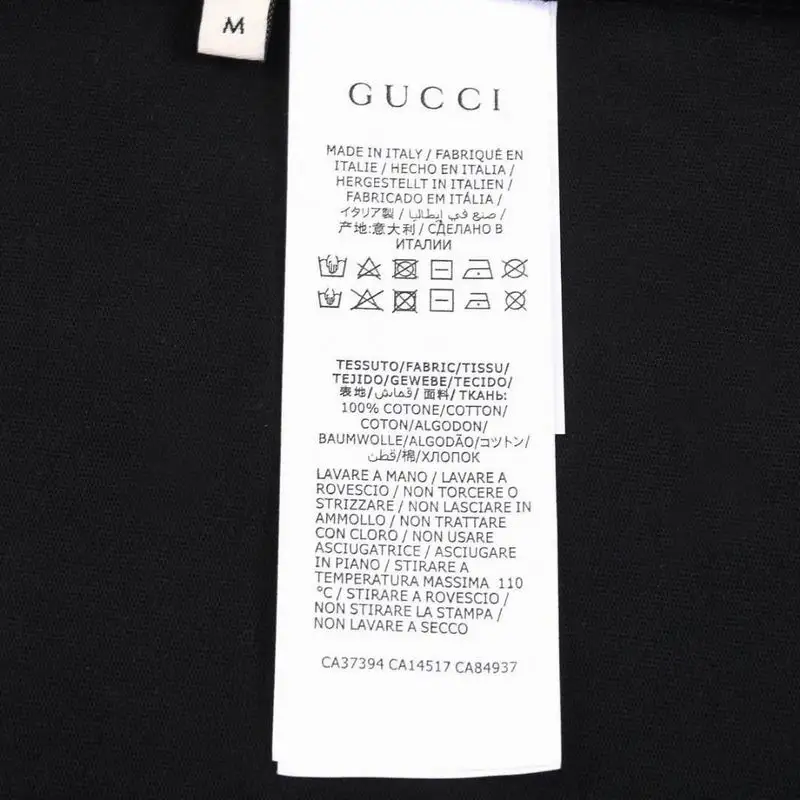 M
GUCCI
MADE IN ITALY / FABRIQUÉ EN
ITALIE / HECHO EN ITALIA /
HERGESTELLT IN ITALIEN /
FABRICADO EM ITÁLIA /
イタリア製 / صنع في إيطاليا /
产地:意大利 / СДЕЛАНО В
ИТАЛИИ
TESSUTO/FABRIC/TISSU/
TEJIDO/GEWEBE/TECIDO/
表地/قماش/面料/ТКАНЬ:
100% COTONE/COTTON/
COTON/ALGODON/
BAUMWOLLE/ALGODÃO/コットン/
قطن/棉/ХЛОПОК
LAVARE A MANO / LAVARE A
ROVESCIO / NON TORCERE O
STRIZZARE / NON LASCIARE IN
AMMOLLO / NON TRATTARE
CON CLORO / NON USARE
ASCIUGATRICE / ASCIUGARE
IN PIANO / STIRARE A
TEMPERATURA MASSIMA 110
°C / STIRARE A ROVESCIO /
NON STIRARE LA STAMPA /
NON LAVARE A SECCO
CA37394 CA14517 CA84937